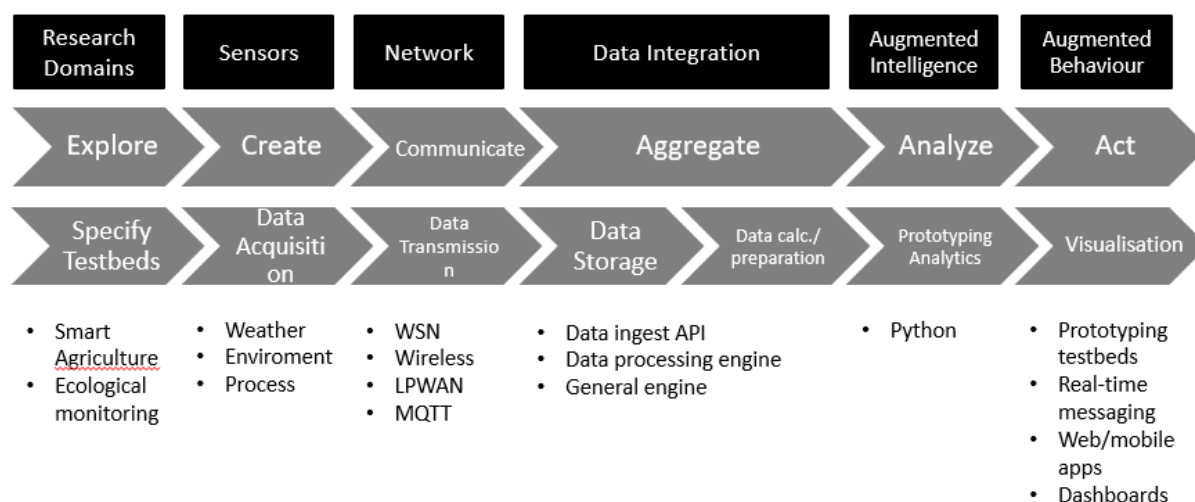 Research
Domains
Sensors
Network
Data Integration
Augmented
Intelligence
Augmented
Behaviour
Explore
Create
Communicate
Aggregate
Analyze
Act
Specify
Testbeds
Data
Acquisiti
on
Data
Transmissio
n
Data
Storage
Data calc./
preparation
Prototyping
Analytics
Visualisation
• Smart
Agriculture
• Ecological
monitoring
• Weather
• Enviroment
• Process
• WSN
• Wireless
• LPWAN
• MQTT
• Data ingest API
• Data processing engine
• General engine
• Python
• Prototyping
testbeds
• Real-time
messaging
• Web/mobile
apps
• Dashboards